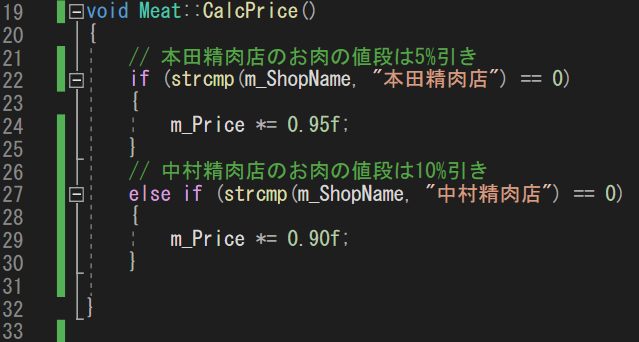 19 void Meat::CalcPrice()
20 {
21 // 本田精肉店のお肉の値段は5%引き
22 if (strcmp(m_ShopName, "本田精肉店") == 0)
23 {
24 m_Price *= 0.95f;
25 }
26 // 中村精肉店のお肉の値段は10%引き
27 else if (strcmp(m_ShopName, "中村精肉店") == 0)
28 {
29 m_Price *= 0.90f;
30 }
31
32 }
33